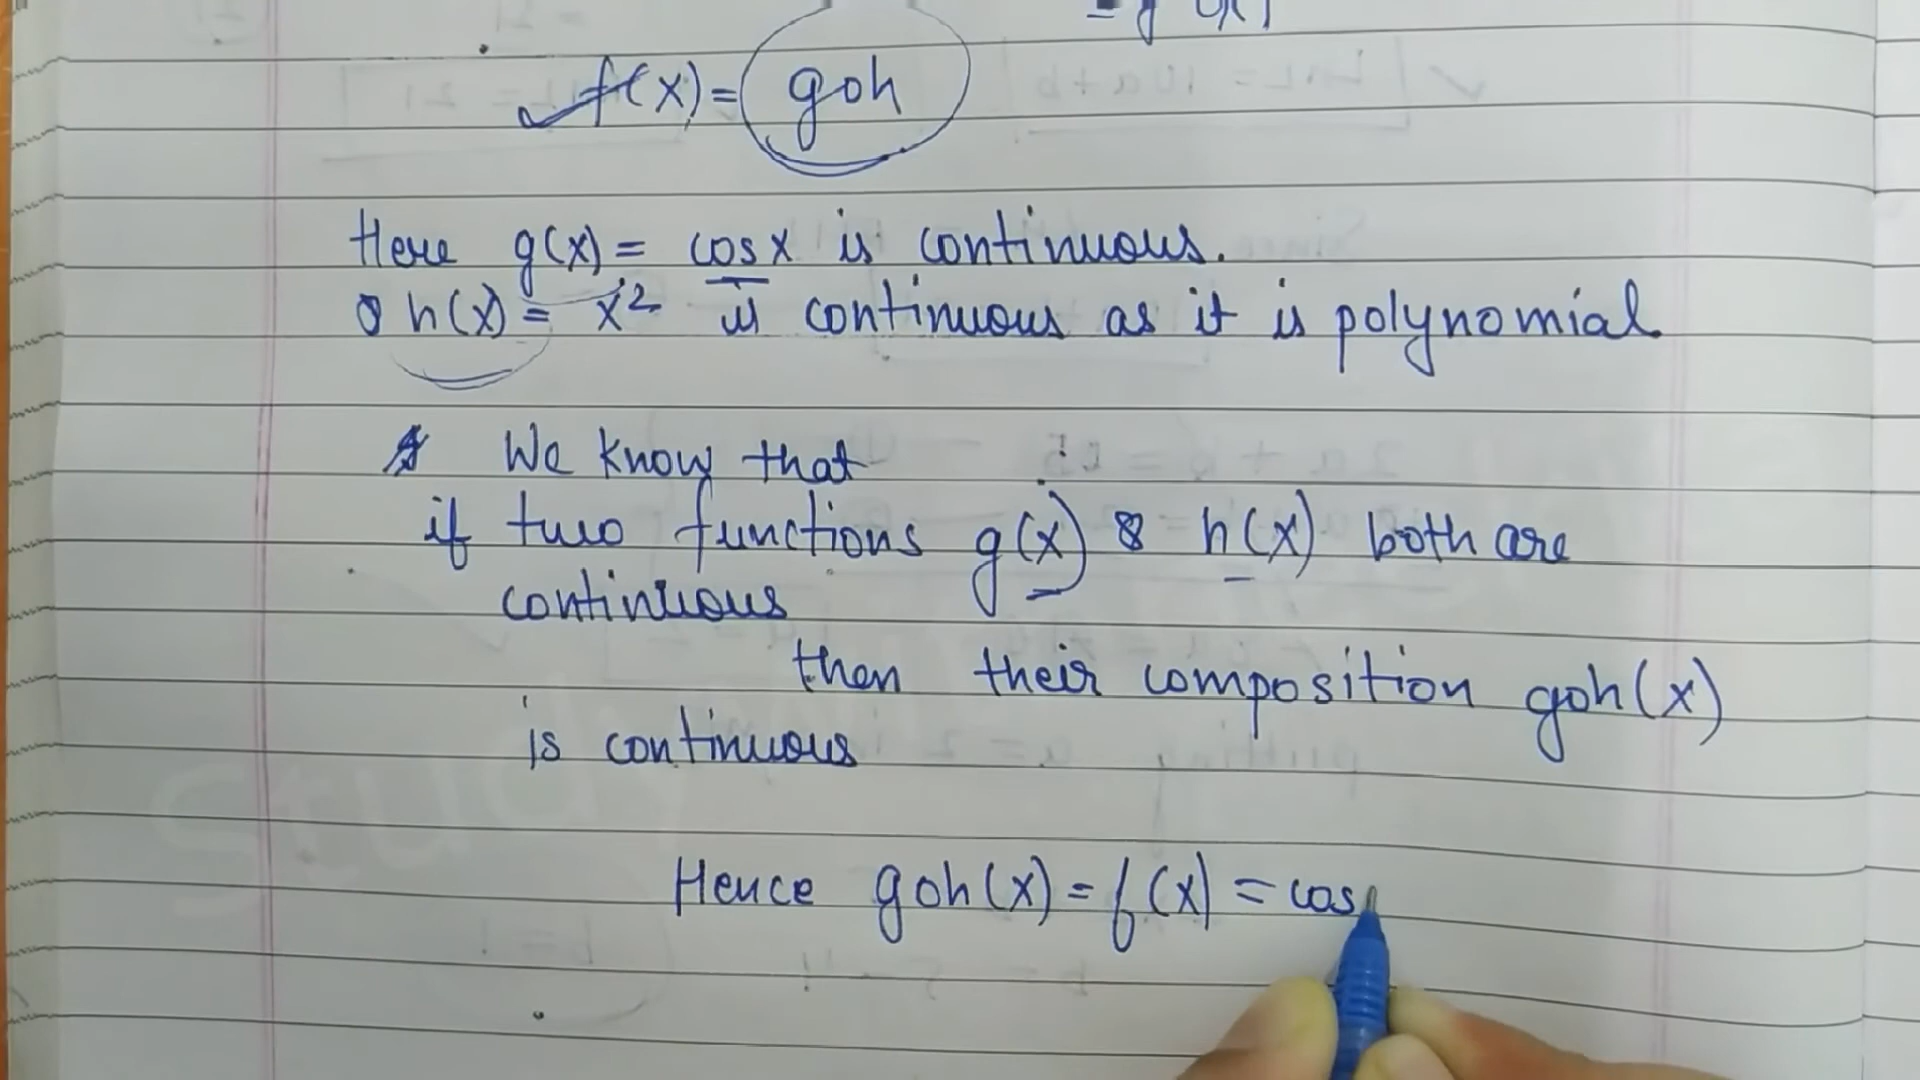 f(x) = goh
Here g(x) = cosx is continuous.
& h(x) = x² is continuous as it is polynomial
We know that
if two functions g(x) & h(x) both are
continuous
then their composition goh(x)
is continuous
Hence goh(x) = f(x) = cos